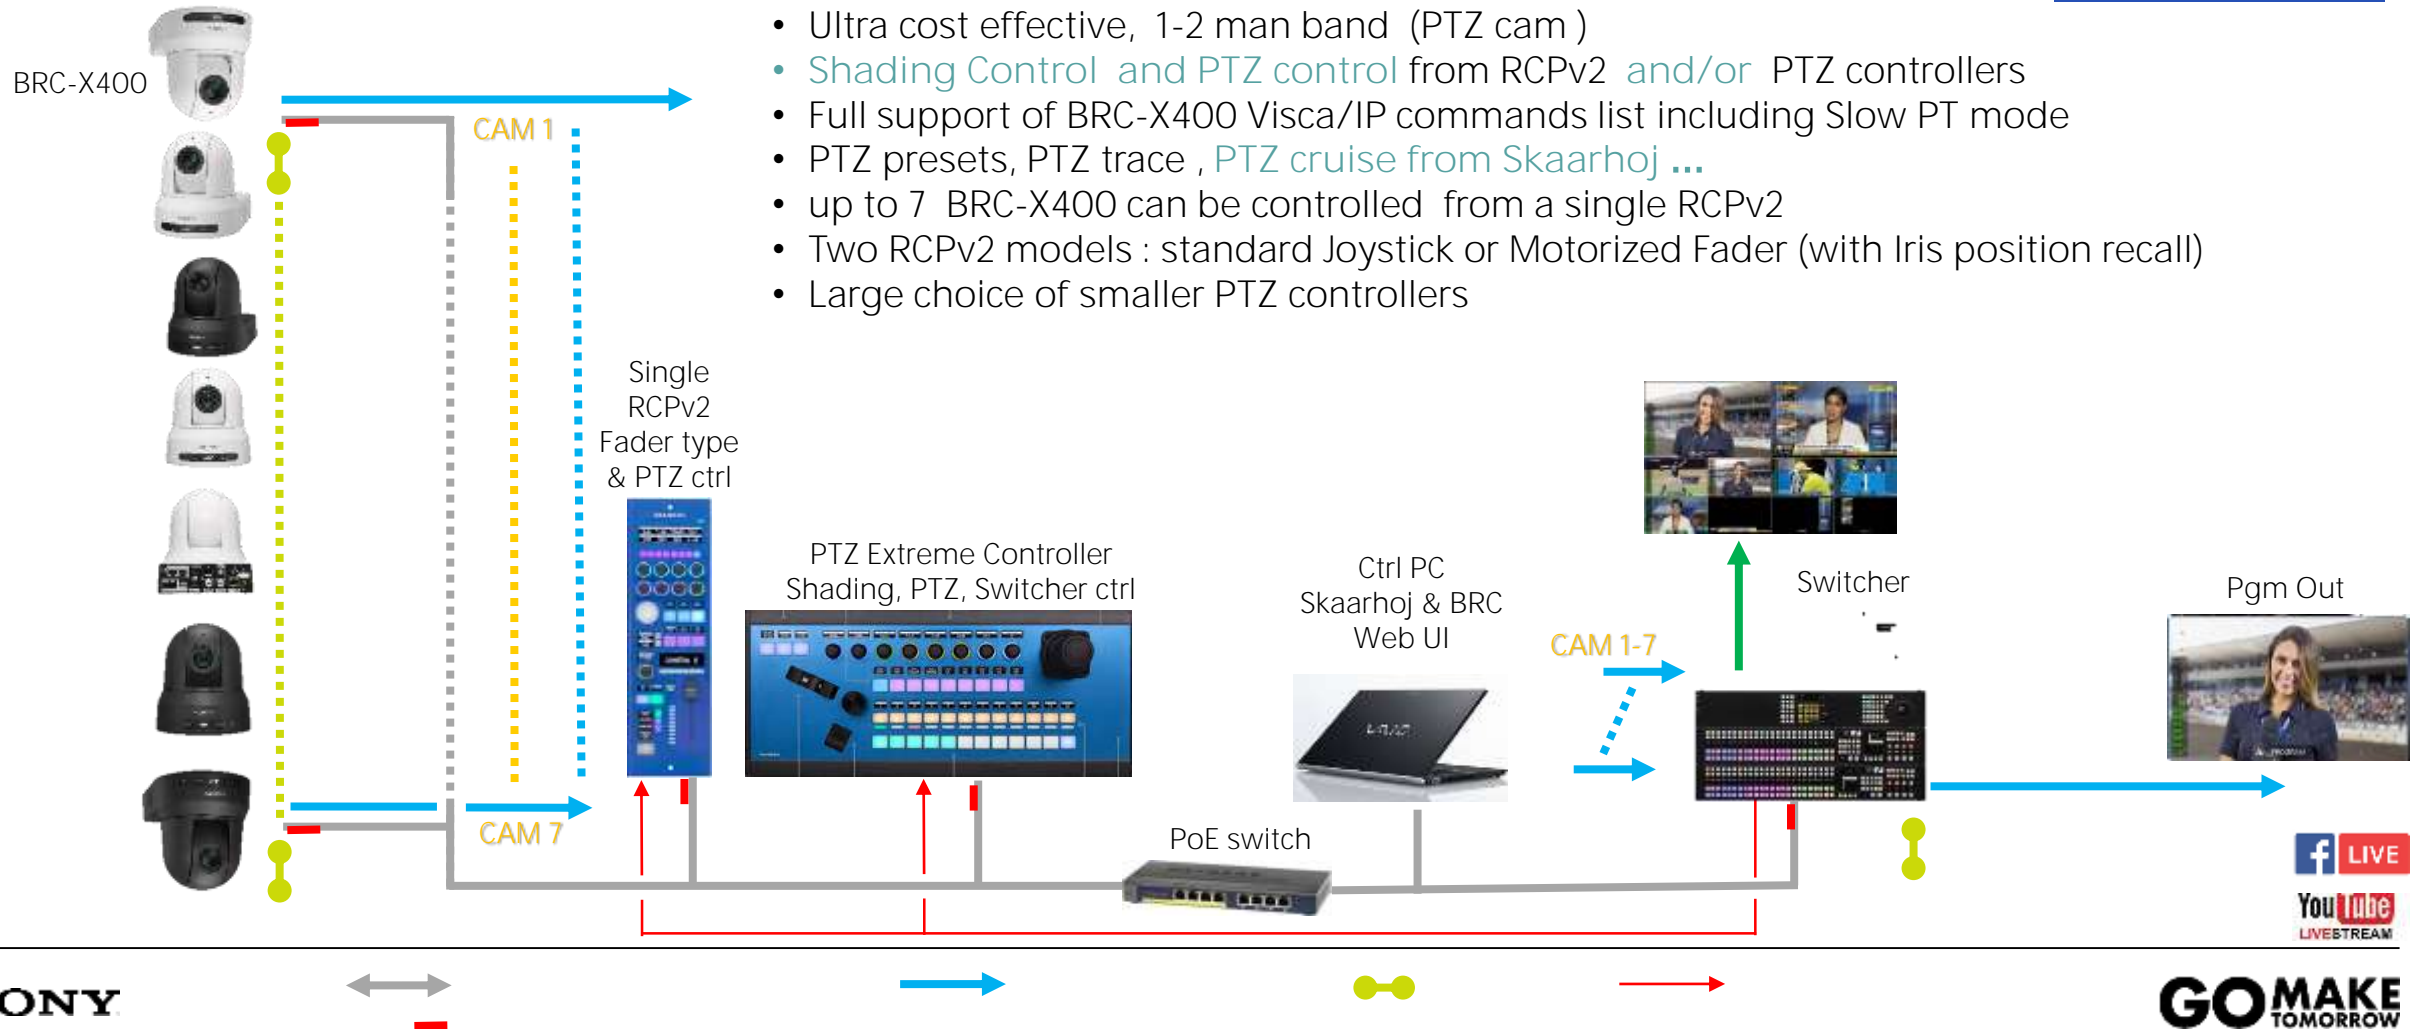 • Ultra cost effective, 1-2 man band (PTZ cam )
• Shading Control and PTZ control from RCPv2 and/or PTZ controllers
• Full support of BRC-X400 Visca/IP commands list including Slow PT mode
• PTZ presets, PTZ trace , PTZ cruise from Skaarhoj ...
• up to 7 BRC-X400 can be controlled from a single RCPv2
• Two RCPv2 models : standard Joystick or Motorized Fader (with Iris position recall)
• Large choice of smaller PTZ controllers
BRC-X400
CAM 1
Single
RCPv2
Fader type
& PTZ ctrl
PTZ Extreme Controller
Shading, PTZ, Switcher ctrl
Ctrl PC
Skaarhoj & BRC
Web UI
CAM 1-7
Switcher
Pgm Out
VAIO
CAM 7
PoE switch
f LIVE
YouTube
LIVESTREAM
ONY
GO MAKE
TOMORROW